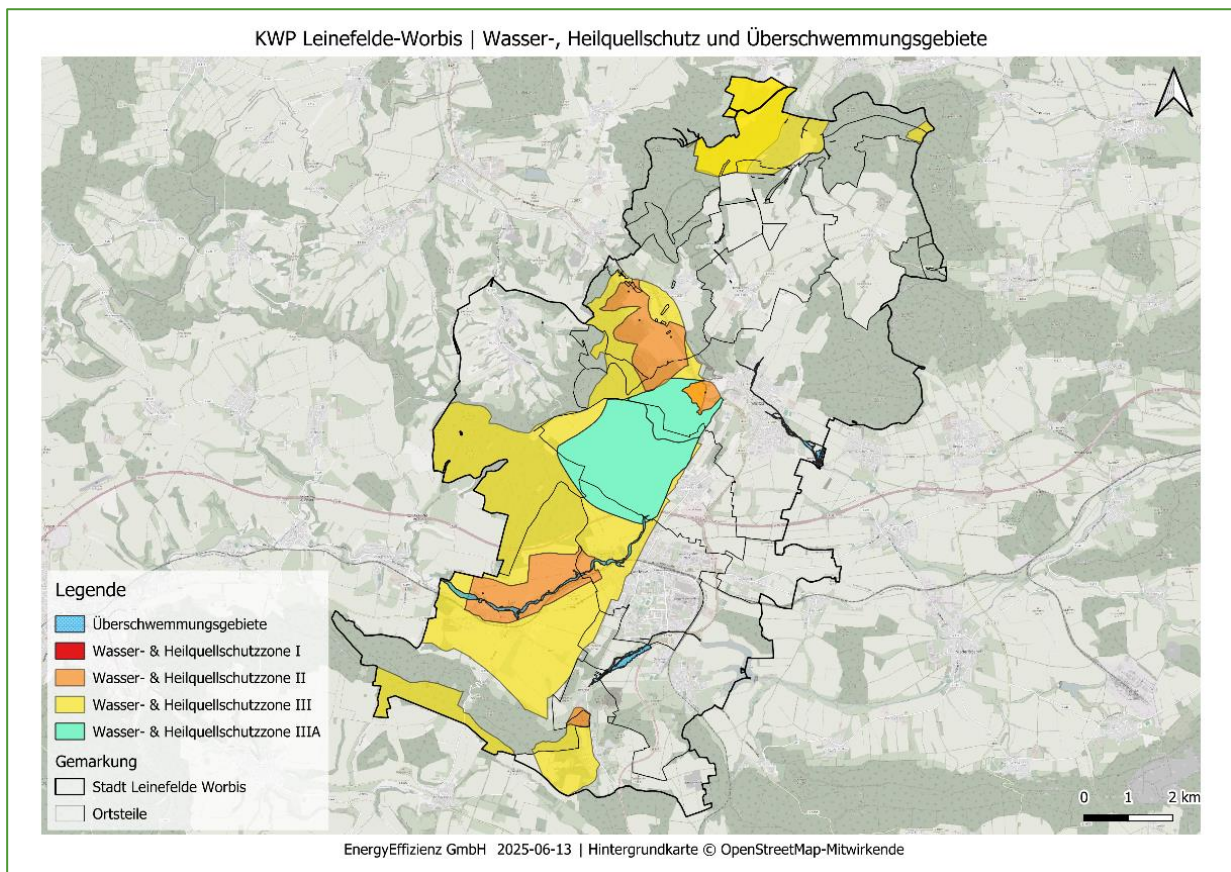 KWP Leinefelde-Worbis | Wasser-, Heilquellschutz und Überschwemmungsgebiete
Legende
Überschwemmungsgebiete
Wasser- & Heilquellschutzzone I
Wasser- & Heilquellschutzzone II
Wasser- & Heilquellschutzzone III
Wasser- & Heilquellschutzzone IIIA
Gemarkung
Stadt Leinefelde Worbis
Ortsteile
0 1 2 km
EnergyEffizienz GmbH 2025-06-13 | Hintergrundkarte © OpenStreetMap-Mitwirkende